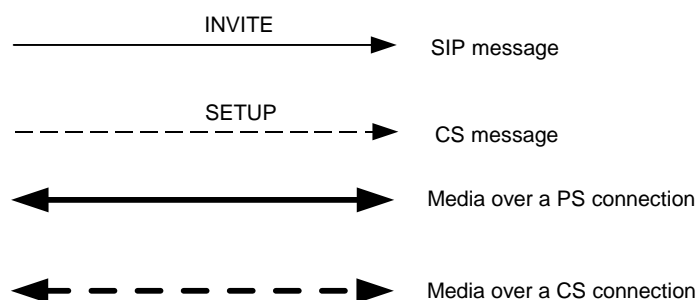 INVITE
SIP message
SETUP
CS message
Media over a PS connection
Media over a CS connection